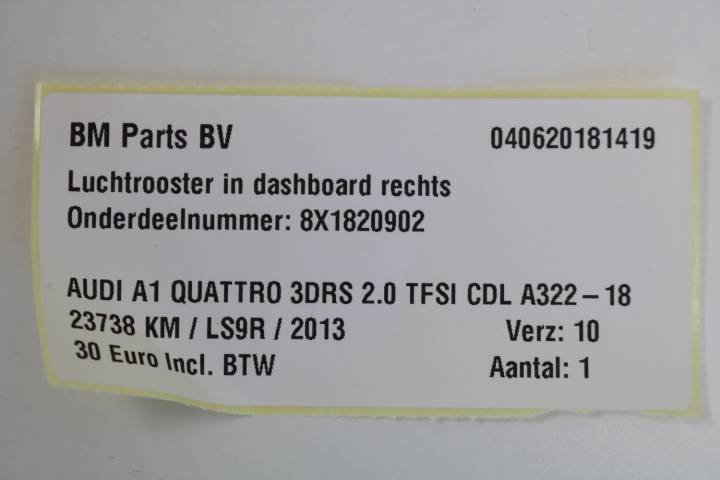 BM Parts BV 040620181419
Luchtrooster in dashboard rechts
Onderdeelnummer: 8X1820902
AUDI A1 QUATTRO 3DRS 2.0 TFSI CDL A322-18
23738 KM / LS9R / 2013 Verz: 10
30 Euro Incl. BTW Aantal: 1